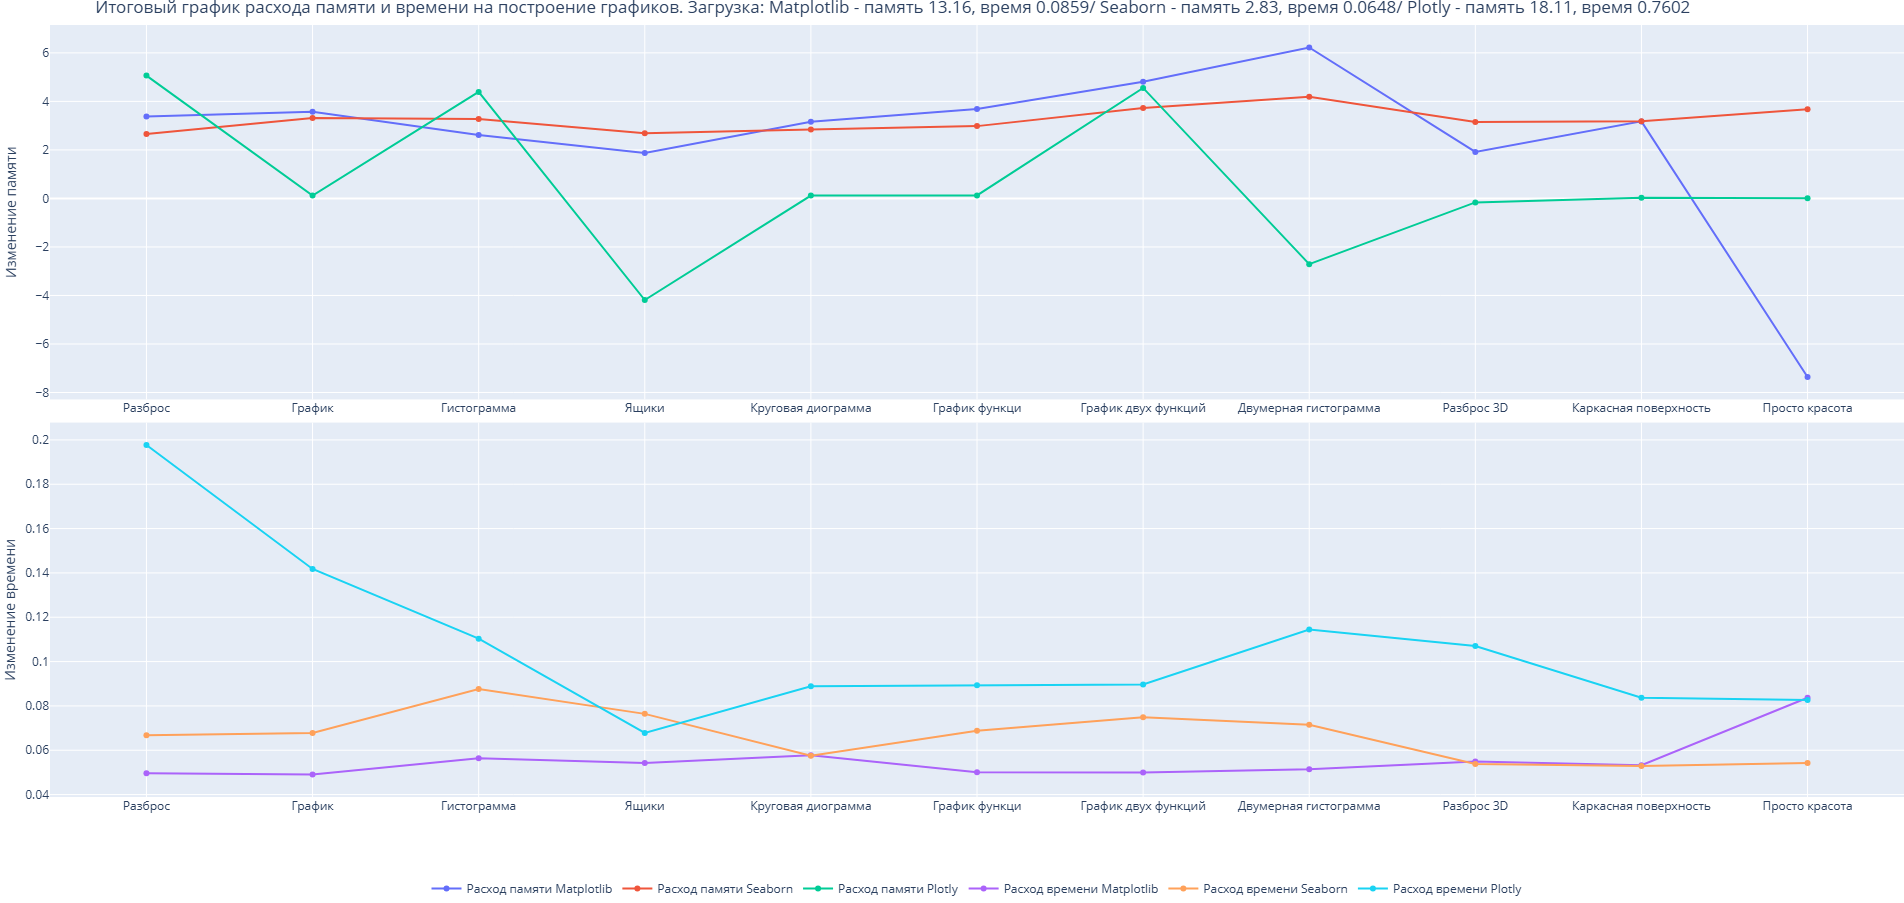 Итоговый график расхода памяти и времени на построение графиков. Загрузка: Matplotlib - память 13.16, время 0.0859/ Seaborn - память 2.83, время 0.0648/ Plotly - память 18.11, время 0.7602
Изменение памяти
6
4
2
0
−2
−4
−6
−8
Разброс График Гистограмма Ящики Круговая диограмма График функци График двух функций Двумерная гистограмма Разброс 3D Каркасная поверхность Просто красота
Изменение времени
0.2
0.18
0.16
0.14
0.12
0.1
0.08
0.06
0.04
Разброс График Гистограмма Ящики Круговая диограмма График функци График двух функций Двумерная гистограмма Разброс 3D Каркасная поверхность Просто красота
Расход памяти Matplotlib Расход памяти Seaborn Расход памяти Plotly Расход времени Matplotlib Расход времени Seaborn Расход времени Plotly